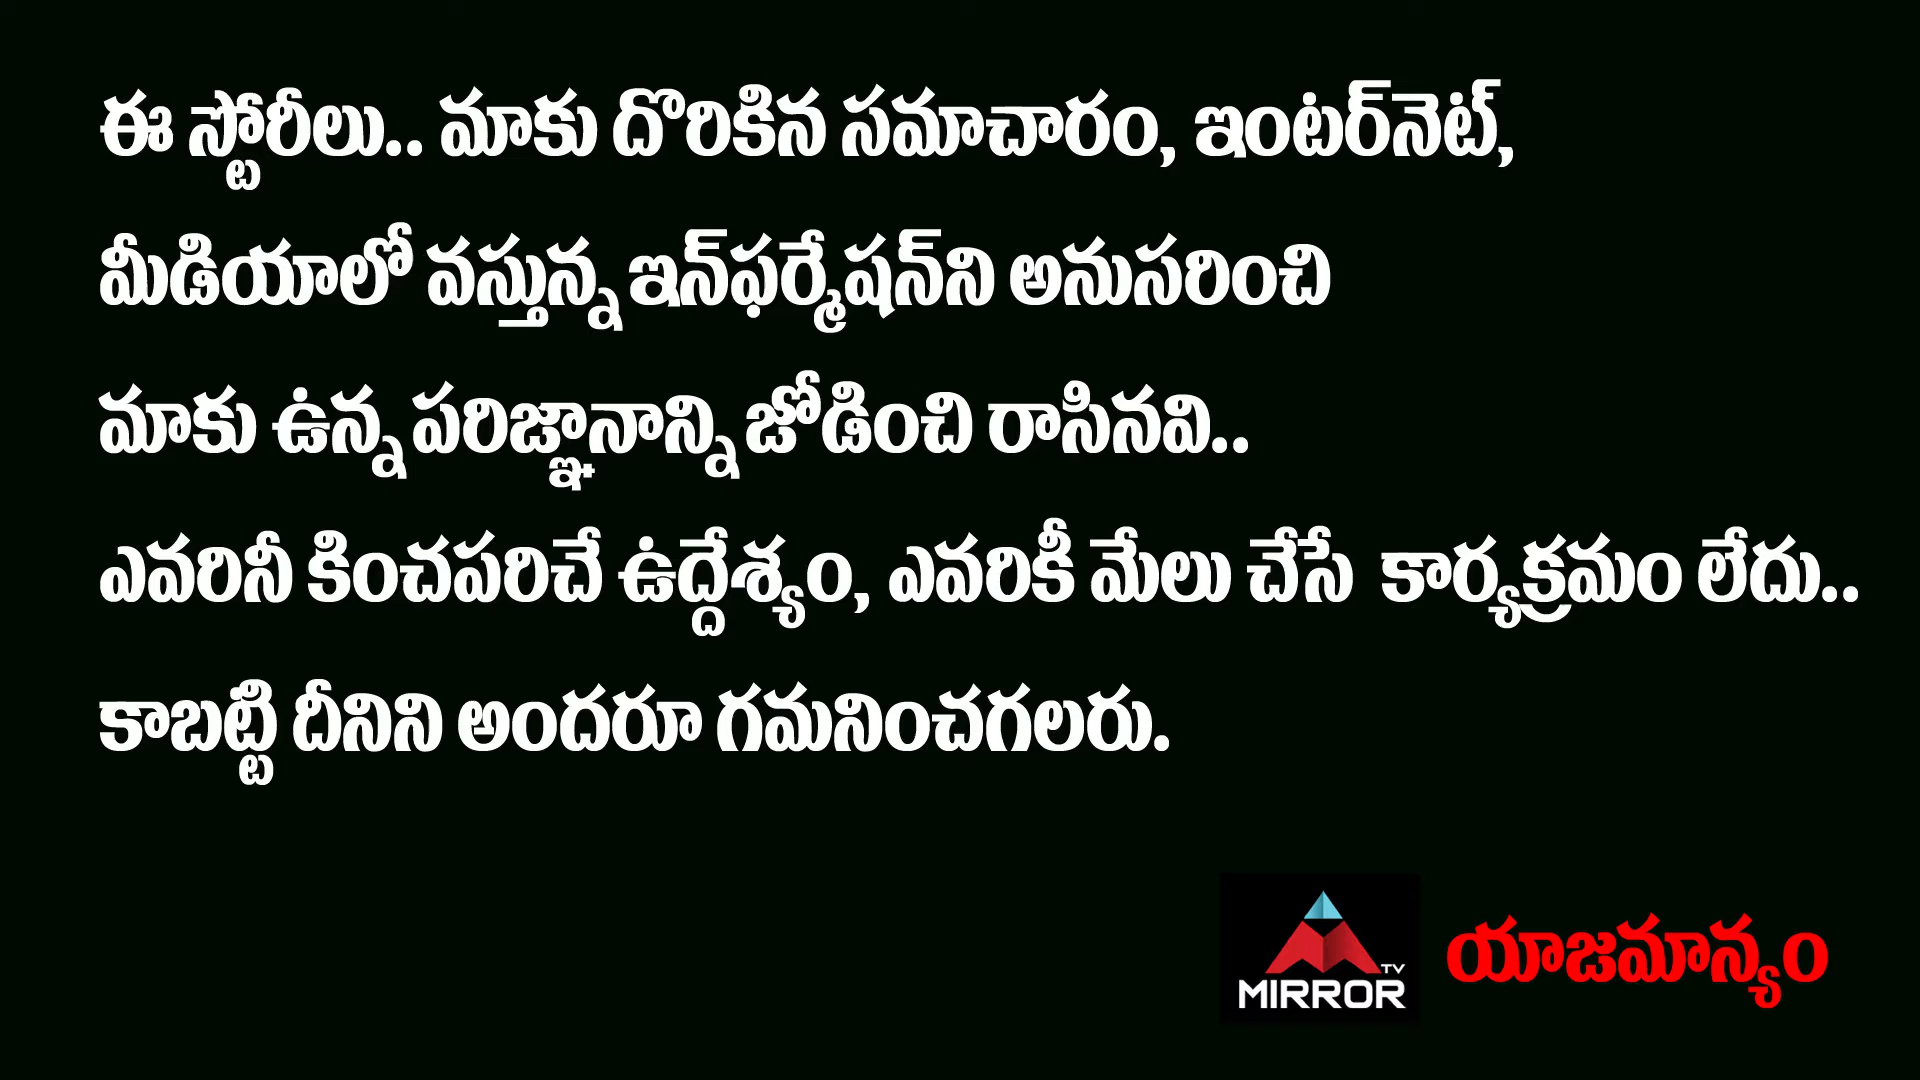 ఈ స్టోరీలు.. మాకు దొరికిన సమాచారం, ఇంటర్‌నెట్,
మీడియాలో వస్తున్న ఇన్‌ఫర్మేషన్‌ని అనుసరించి
మాకు ఉన్న పరిజ్ఞానాన్ని జోడించి రాసినవి..
ఎవరినీ కించపరిచే ఉద్దేశ్యం, ఎవరికీ మేలు చేసే కార్యక్రమం లేదు..
కాబట్టి దీనిని అందరూ గమనించగలరు.
TV
MIRROR
యాజమాన్యం